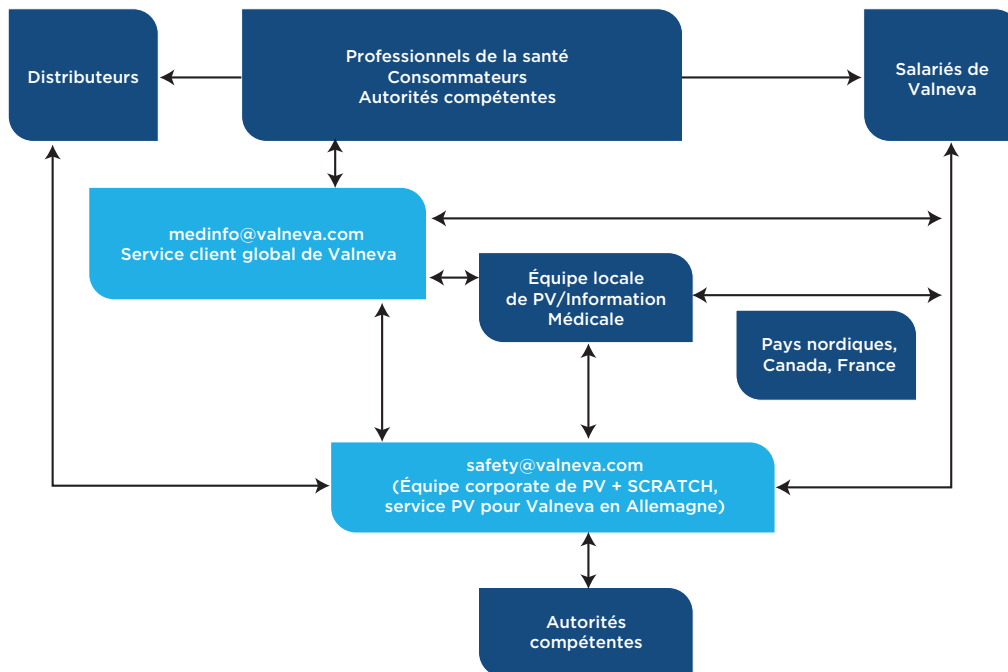 Distributeurs
Professionnels de la santé
Consommateurs
Autorités compétentes
Salariés de
Valneva
medinfo@valneva.com
Service client global de Valneva
Équipe locale
de PV/Information
Médicale
Pays nordiques,
Canada, France
safety@valneva.com
(Équipe corporate de PV + SCRATCH,
service PV pour Valneva en Allemagne)
Autorités
compétentes